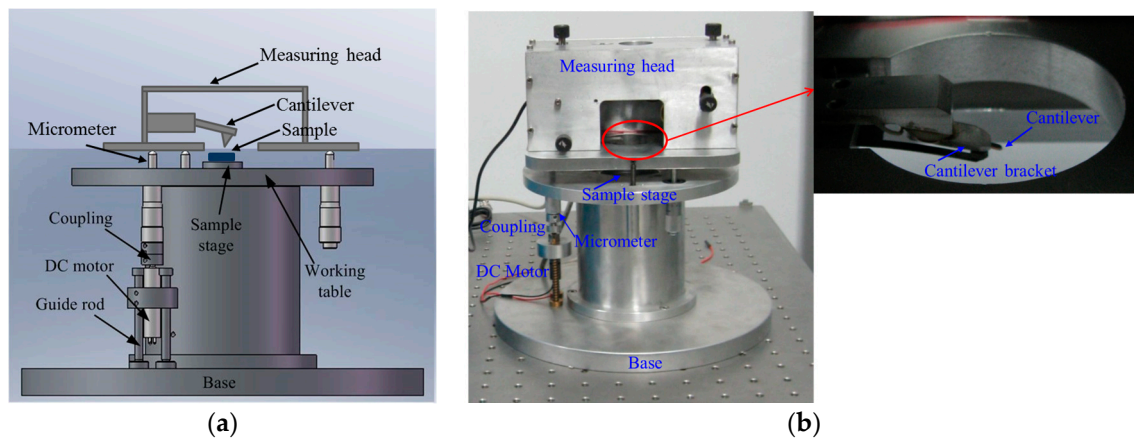 Measuring head
Cantilever
Sample
Micrometer
Coupling
Sample
stage
DC motor
Working
table
Guide rod
Base
(a)
Measuring head
Sample stage
Coupling
Micrometer
DC Motor
Base
Cantilever
Cantilever bracket
(b)